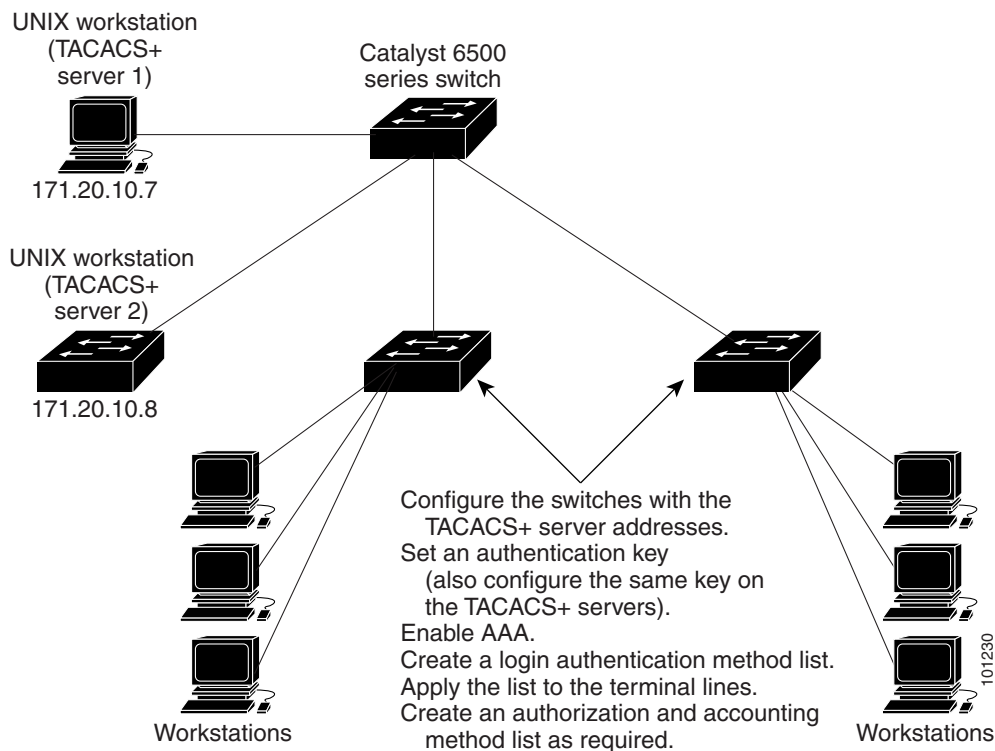 UNIX workstation
(TACACS+
server 1)
Catalyst 6500
series switch
171.20.10.7
UNIX workstation
(TACACS+
server 2)
171.20.10.8
Configure the switches with the
TACACS+ server addresses.
Set an authentication key
(also configure the same key on
the TACACS+ servers).
Enable AAA.
Create a login authentication method list.
Apply the list to the terminal lines.
Create an authorization and accounting
method list as required.
Workstations
Workstations
101230